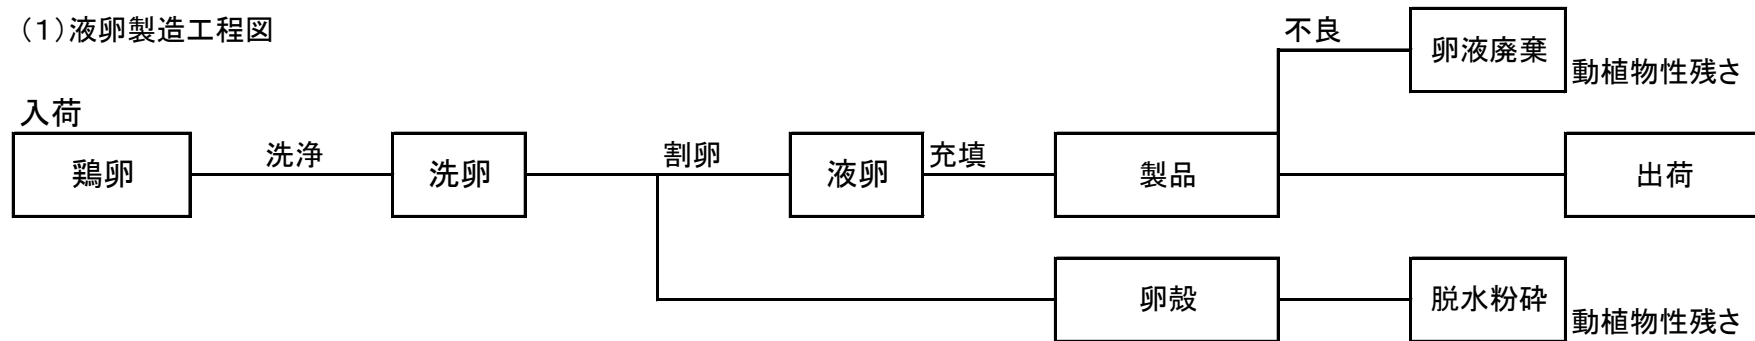 (1)液卵製造工程図
不良
卵液廃棄
動植物性残さ
入荷
鶏卵
洗浄
洗卵
割卵
液卵
充填
製品
出荷
卵殻
脱水粉砕
動植物性残さ